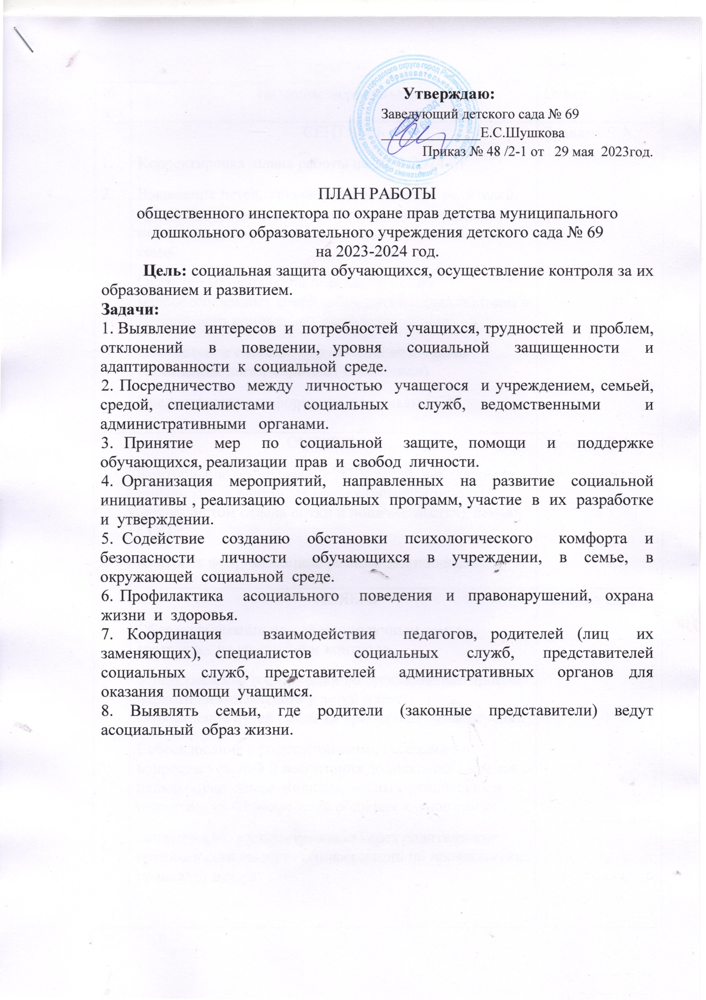 Утверждаю:
Заведующий детского сада № 69
______________Е.С.Шушкова
Приказ № 48 /2-1 от 29 мая 2023год.
ПЛАН РАБОТЫ
общественного инспектора по охране прав детства муниципального
дошкольного образовательного учреждения детского сада № 69
на 2023-2024 год.
Цель: социальная защита обучающихся, осуществление контроля за их
образованием и развитием.
Задачи:
1. Выявление интересов и потребностей учащихся, трудностей и проблем,
отклонений в поведении, уровня социальной защищенности и
адаптированности к социальной среде.
2. Посредничество между личностью учащегося и учреждением, семьей,
средой, специалистами социальных служб, ведомственными и
административными органами.
3. Принятие мер по социальной защите, помощи и поддержке
обучающихся, реализации прав и свобод личности.
4. Организация мероприятий, направленных на развитие социальной
инициативы , реализацию социальных программ, участие в их разработке
и утверждении.
5. Содействие созданию обстановки психологического комфорта и
безопасности личности обучающихся в учреждении, в семье, в
окружающей социальной среде.
6. Профилактика асоциального поведения и правонарушений, охрана
жизни и здоровья.
7. Координация взаимодействия педагогов, родителей (лиц их
заменяющих), специалистов социальных служб, представителей
социальных служб, представителей административных органов для
оказания помощи учащимся.
8. Выявлять семьи, где родители (законные представители) ведут
асоциальный образ жизни.